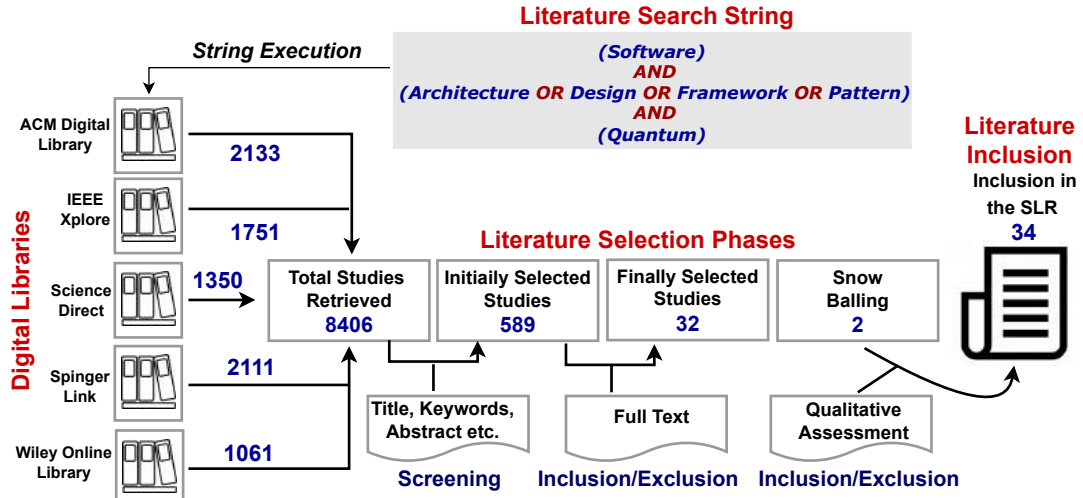 Literature Search String
String Execution
(Software)
AND
(Architecture OR Design OR Framework OR Pattern)
AND
(Quantum)
Digital Libraries
ACM Digital
Library
2133
IEEE
Xplore
1751
Science
Direct
1350
Spinger
Link
2111
Wiley Online
Library
1061
Literature Selection Phases
Total Studies
Retrieved
8406
Initially Selected
Studies
589
Finally Selected
Studies
32
Snow
Balling
2
Title, Keywords,
Abstract etc.
Screening
Full Text
Inclusion/Exclusion
Qualitative
Assessment
Inclusion/Exclusion
Literature
Inclusion
Inclusion in
the SLR
34